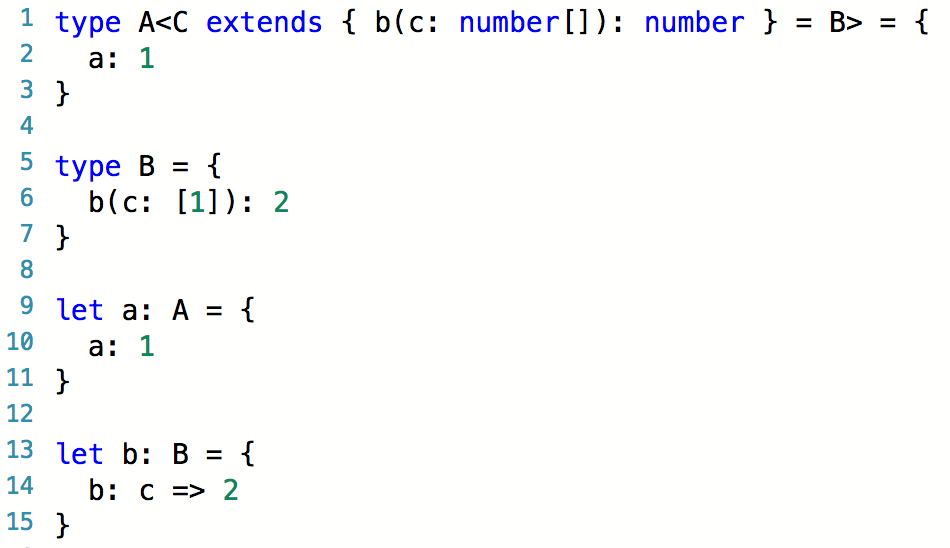 1 type A<C extends { b(c: number[]): number } = B> = {
2   a: 1
3 }
4
5 type B = {
6   b(c: [1]): 2
7 }
8
9 let a: A = {
10   a: 1
11 }
12
13 let b: B = {
14   b: c => 2
15 }